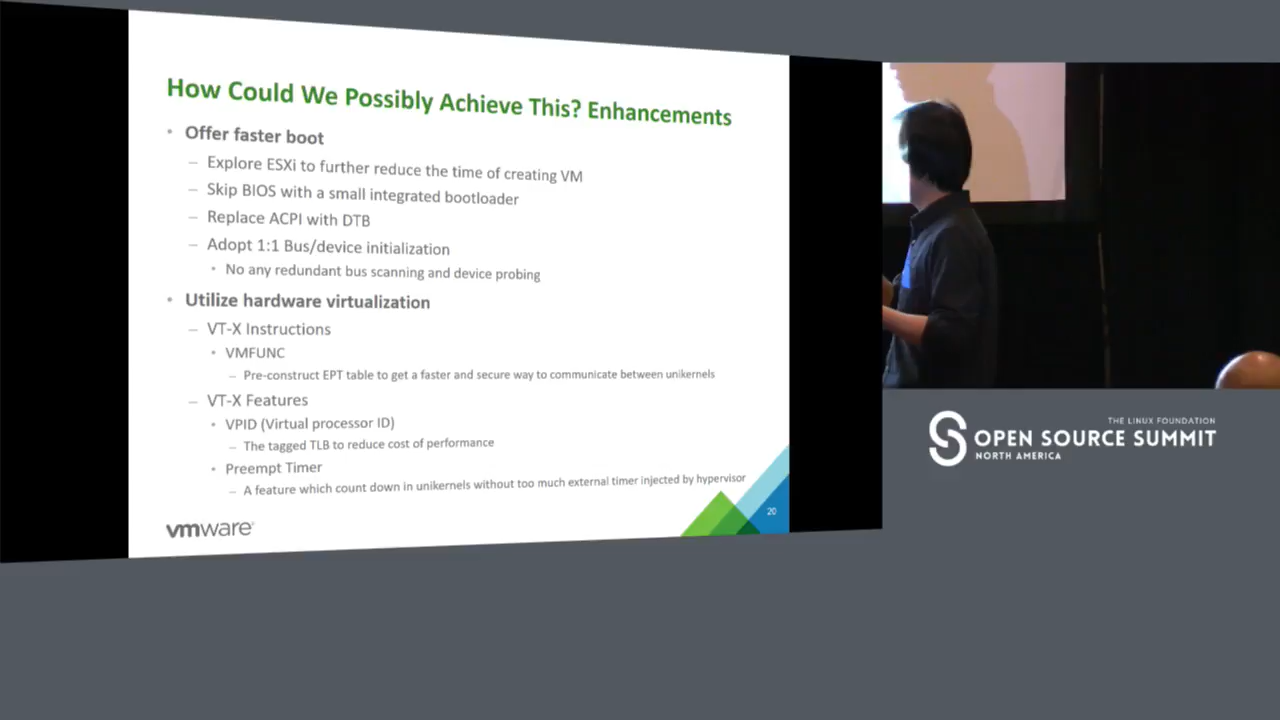 How Could We Possibly Achieve This? Enhancements
• Offer faster boot
– Explore ESXi to further reduce the time of creating VM
– Skip BIOS with a small integrated bootloader
– Replace ACPI with DTB
– Adopt 1:1 Bus/device initialization
• No any redundant bus scanning and device probing
• Utilize hardware virtualization
– VT-X Instructions
• VMFUNC
– Pre-construct EPT table to get a faster and secure way to communicate between unikernels
– VT-X Features
• VPID (Virtual processor ID)
– The tagged TLB to reduce cost of performance
• Preempt Timer
– A feature which count down in unikernels without too much external timer injected by hypervisor
20
vmware®
THE LINUX FOUNDATION
OPEN SOURCE SUMMIT
NORTH AMERICA